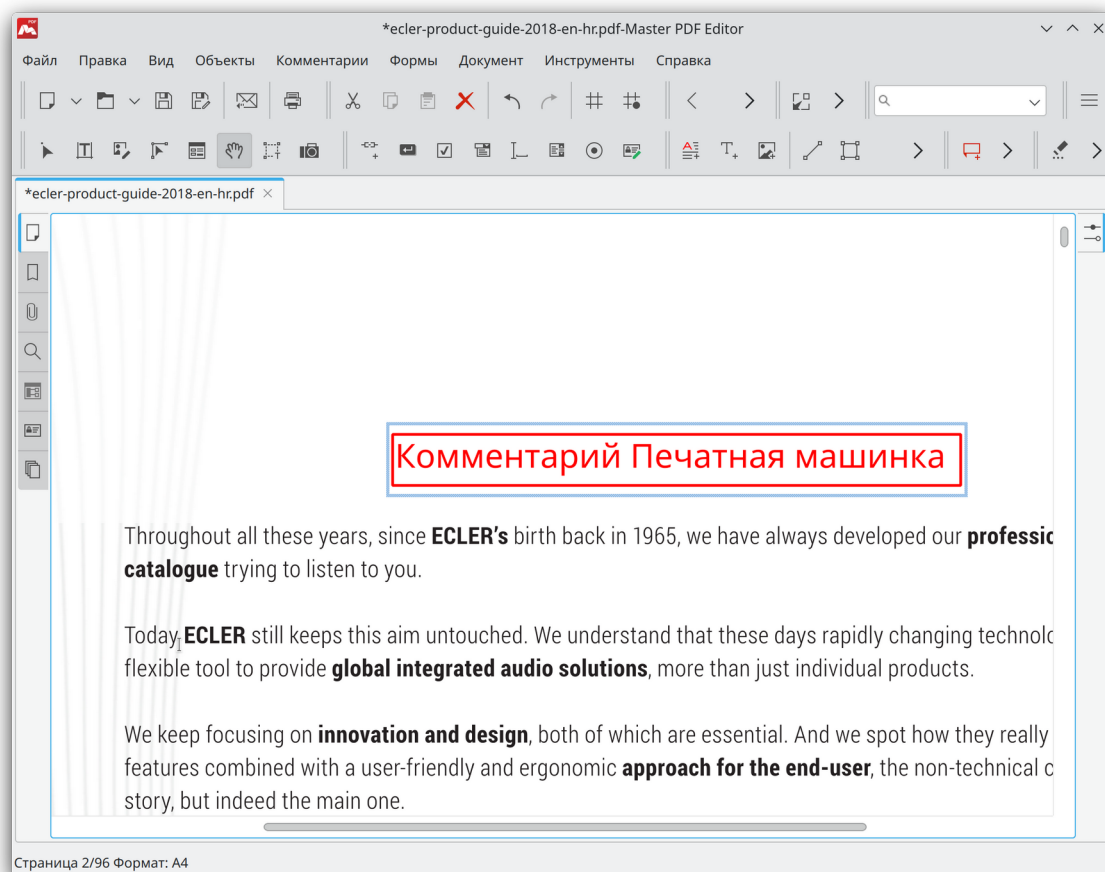 *ecler-product-guide-2018-en-hr.pdf-Master PDF Editor
Файл Правка Вид Объекты Комментарии Формы Документ Инструменты Справка
*ecler-product-guide-2018-en-hr.pdf
Комментарий Печатная машинка
Throughout all these years, since ECLER's birth back in 1965, we have always developed our professio
catalogue trying to listen to you.
Today ECLER still keeps this aim untouched. We understand that these days rapidly changing technolo
flexible tool to provide global integrated audio solutions, more than just individual products.
We keep focusing on innovation and design, both of which are essential. And we spot how they really
features combined with a user-friendly and ergonomic approach for the end-user, the non-technical o
story, but indeed the main one.
Страница 2/96 Формат: A4